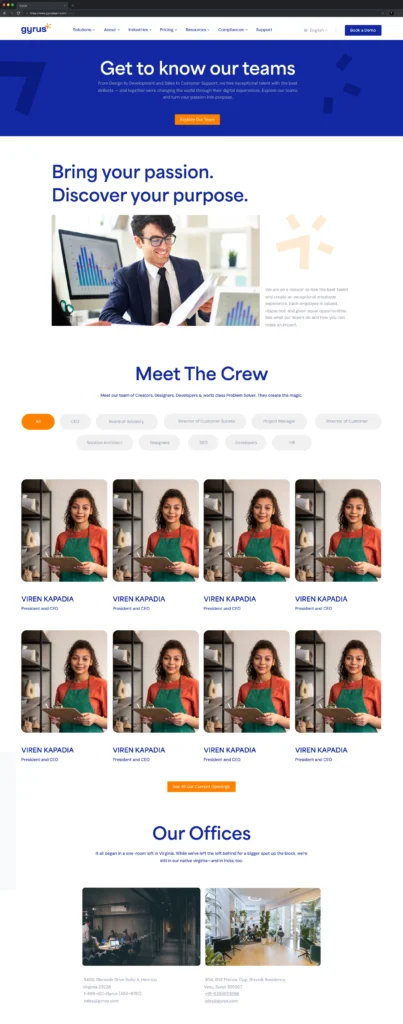 gyrus
Solutions
About
Industries
Pricing
Resources
Compliances
Support
English
Book a Demo
Get to know our teams
From Design to Development and Sales to Customer Support, we hire exceptional talent with the best
skillsets — and together we're changing the world through their digital experiences. Explore our teams
and turn your passion into purpose.
Explore Our Team
Bring your passion.
Discover your purpose.
We are on a mission to hire the best talent
and create an exceptional employee
experience. Each employee is valued,
respected, and given equal opportunities.
See what our teams do and how you can
make an impact.
Meet The Crew
Meet our team of Creators, Designers, Developers & world class Problem Solver. They create the magic.
All
CEO
Board of Directors
Director of Customer Success
Project Manager
Director of Customer
Solution Architect
Designers
SEO
Developers
HR
VIREN KAPADIA
VIREN KAPADIA
VIREN KAPADIA
VIREN KAPADIA
President and CEO
President and CEO
President and CEO
President and CEO
VIREN KAPADIA
VIREN KAPADIA
VIREN KAPADIA
VIREN KAPADIA
President and CEO
President and CEO
President and CEO
President and CEO
See All Our Current Openings
Our Offices
It all began in a one-room loft in Virginia. While we've left the loft behind for a bigger spot up the block, we're
still in our native virginia—and in India, too.
Virginia
sales@gyrus.com